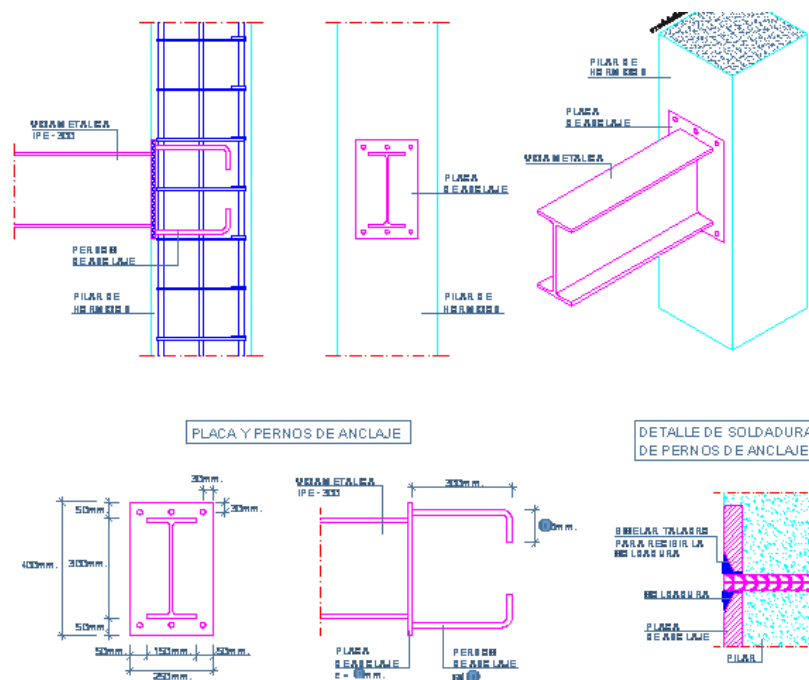 VIGA METALICA
IPE-300
PERNOS
DE ANCLAJE
PILAR DE
HORMIGON
PLACA
DE ANCLAJE
PILAR DE
HORMIGON
PILAR DE
HORMIGON
PLACA
DE ANCLAJE
VIGA METALICA
PLACA Y PERNOS DE ANCLAJE
30mm.
50mm.
30mm.
400mm.
300mm.
50mm.
50mm.
150mm.
50mm.
250mm.
VIGA METALICA
IPE-300
300mm.
PLACA
DE ANCLAJE
PERNOS
DE ANCLAJE
DETALLE DE SOLDADURA
DE PERNOS DE ANCLAJE
BISELAR TALADRO
PARA RECIBIR LA
SOLDADURA
SOLDADURA
PLACA
DE ANCLAJE
PILAR